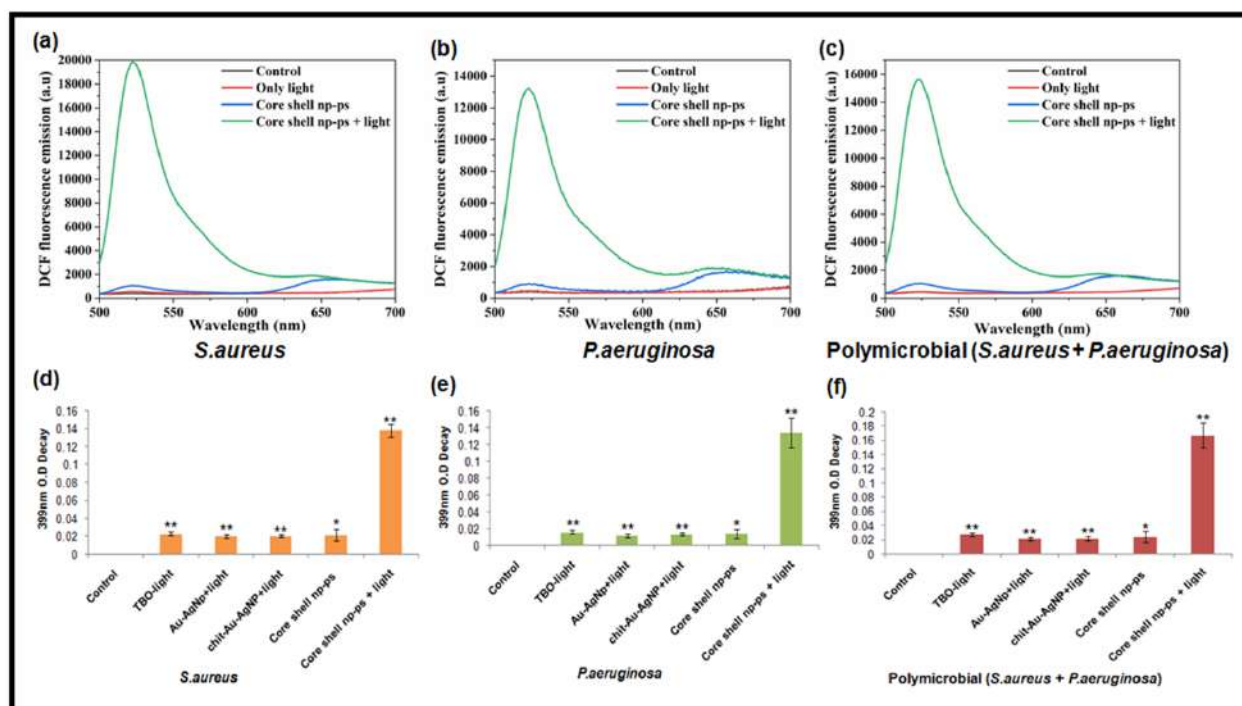 (a)
20000
18000
16000
14000
12000
10000
8000
6000
4000
2000
0
DCF fluorescence emission (a.u)
Control
Only light
Core shell np-ps
Core shell np-ps + light
500 550 600 650 700
Wavelength (nm)
S.aureus
(b)
14000
12000
10000
8000
6000
4000
2000
0
DCF fluorescence emission (a.u)
Control
Only light
Core shell np-ps
Core shell np-ps + light
500 550 600 650 700
Wavelength (nm)
P.aeruginosa
(c)
16000
14000
12000
10000
8000
6000
4000
2000
0
DCF fluorescence emission (a.u)
Control
Only light
Core shell np-ps
Core shell np-ps + light
500 550 600 650 700
Wavelength (nm)
Polymicrobial (S.aureus + P.aeruginosa)
(d)
0.16
0.14
0.12
0.1
0.08
0.06
0.04
0.02
0
399nm O.D Decay
**
**
**
*
**
Control
TBO-light
Au-AgNp+light
chit-Au-AgNP+light
Core shell np-ps
Core shell np-ps + light
S.aureus
(e)
0.16
0.14
0.12
0.1
0.08
0.06
0.04
0.02
0
399nm O.D Decay
**
**
**
*
**
Control
TBO-light
Au-AgNp+light
chit-Au-AgNP+light
Core shell np-ps
Core shell np-ps + light
P.aeruginosa
(f)
0.2
0.16
0.12
0.08
0.04
0.02
0
399nm O.D Decay
**
**
**
*
**
Control
TBO-light
Au-AgNp+light
chit-Au-AgNP+light
Core shell np-ps
Core shell np-ps + light
Polymicrobial (S.aureus + P.aeruginosa)